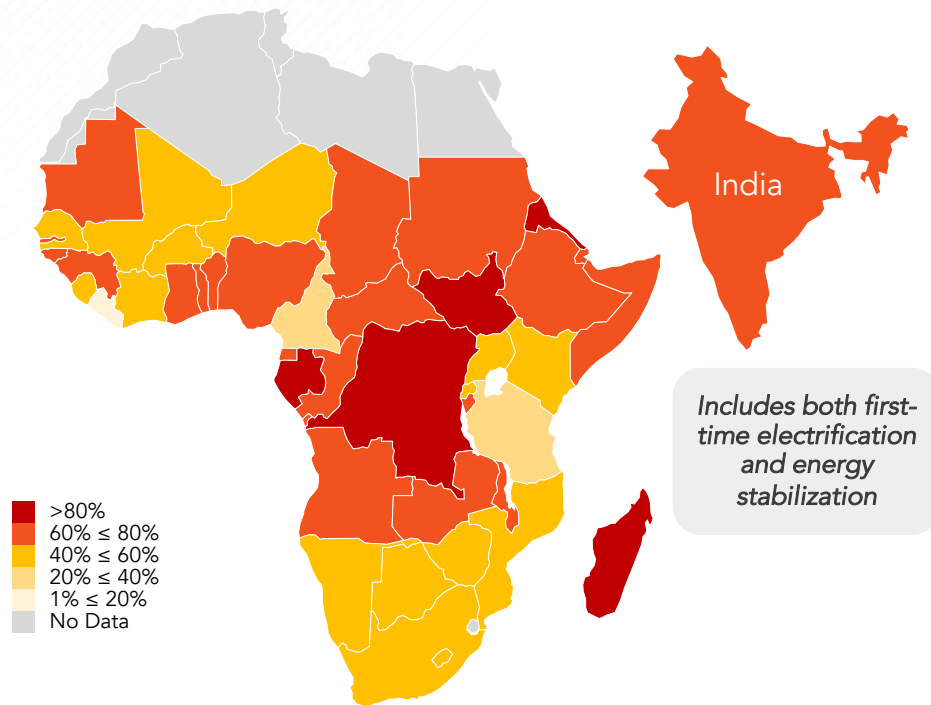 India
Includes both first-
time electrification
and energy
stabilization
>80%
60% ≤ 80%
40% ≤ 60%
20% ≤ 40%
1% ≤ 20%
No Data